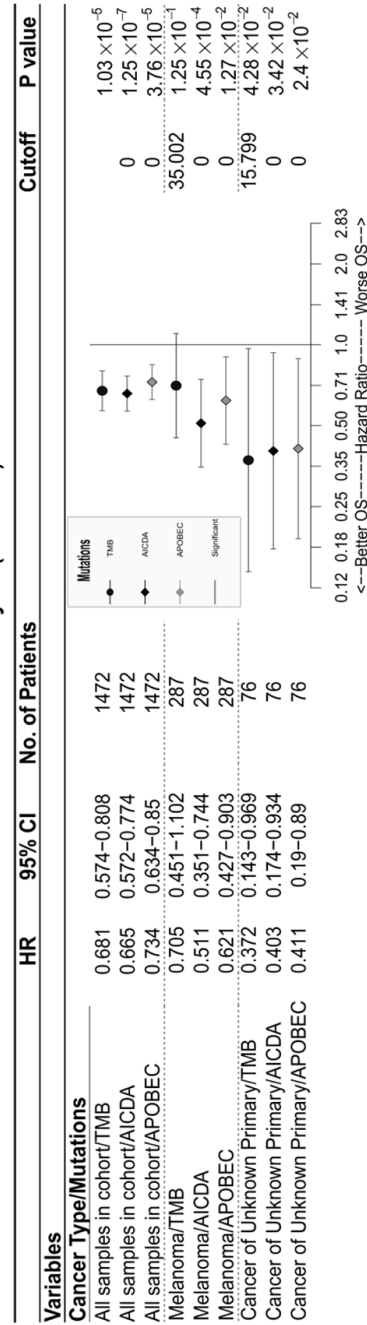 Variables HR 95% CI No. of Patients Cutoff P value
Cancer Type/Mutations
All samples in cohort/TMB 0.681 0.574−0.808 1472 1.03 ×10−5
All samples in cohort/AICDA 0.665 0.572−0.774 1472 0 1.25 ×10−7
All samples in cohort/APOBEC 0.734 0.634−0.85 1472 0 3.76 ×10−5
Melanoma/TMB 0.705 0.451−1.102 287 35.002 1.25 ×10−1
Melanoma/AICDA 0.511 0.351−0.744 287 0 4.55 ×10−4
Melanoma/APOBEC 0.621 0.427−0.903 287 0 1.27 ×10−2
Cancer of Unknown Primary/TMB 0.372 0.143−0.969 76 15.799 4.28 ×10−2
Cancer of Unknown Primary/AICDA 0.403 0.174−0.934 76 0 3.42 ×10−2
Cancer of Unknown Primary/APOBEC 0.411 0.19−0.89 76 0 2.4 ×10−2
Mutations
TMB
AICDA
APOBEC
Significant
0.12 0.18 0.25 0.35 0.50 0.71 1.0 1.41 2.0 2.83
<−−−Better OS−−−−−−Hazard Ratio−−−−−− Worse OS−−−>